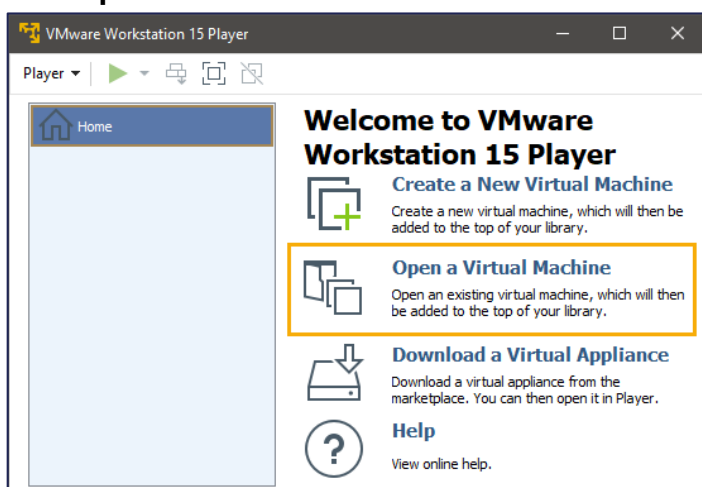 VMware Workstation 15 Player
Player
Home
Welcome to VMware
Workstation 15 Player
Create a New Virtual Machine
Create a new virtual machine, which will then be
added to the top of your library.
Open a Virtual Machine
Open an existing virtual machine, which will then
be added to the top of your library.
Download a Virtual Appliance
Download a virtual appliance from the
marketplace. You can then open it in Player.
Help
View online help.